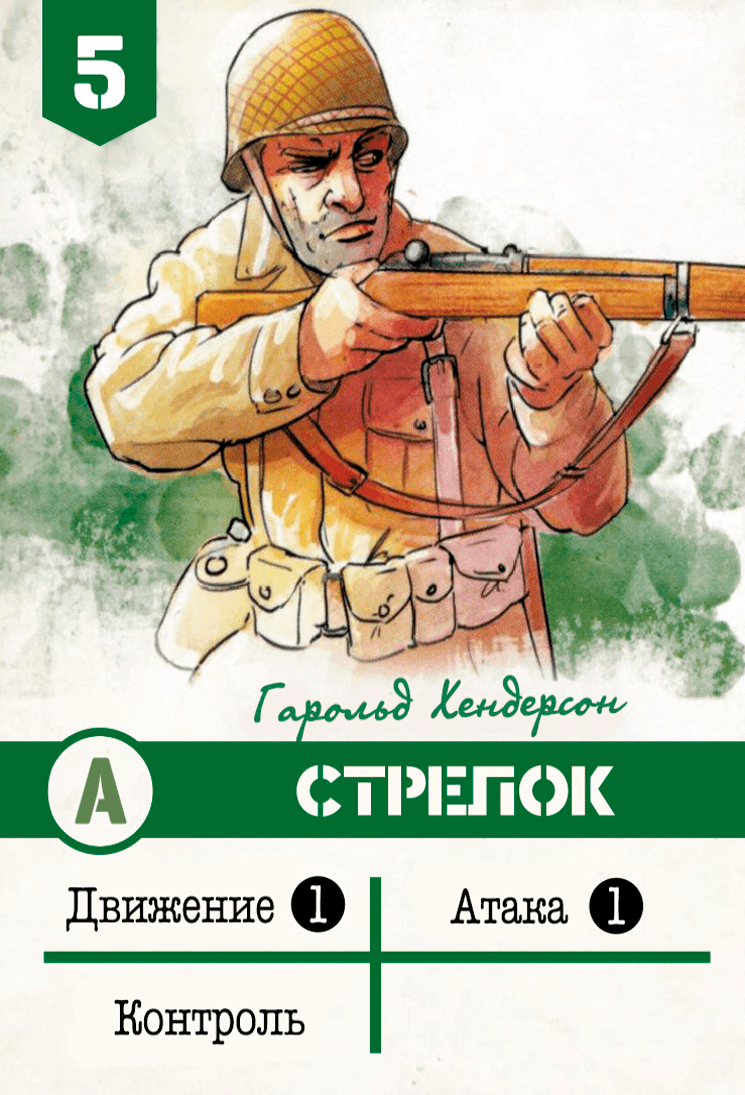 5
Гарольд Хендерсон
А
СТРЕЛОК
Движение 1
Атака 1
Контроль